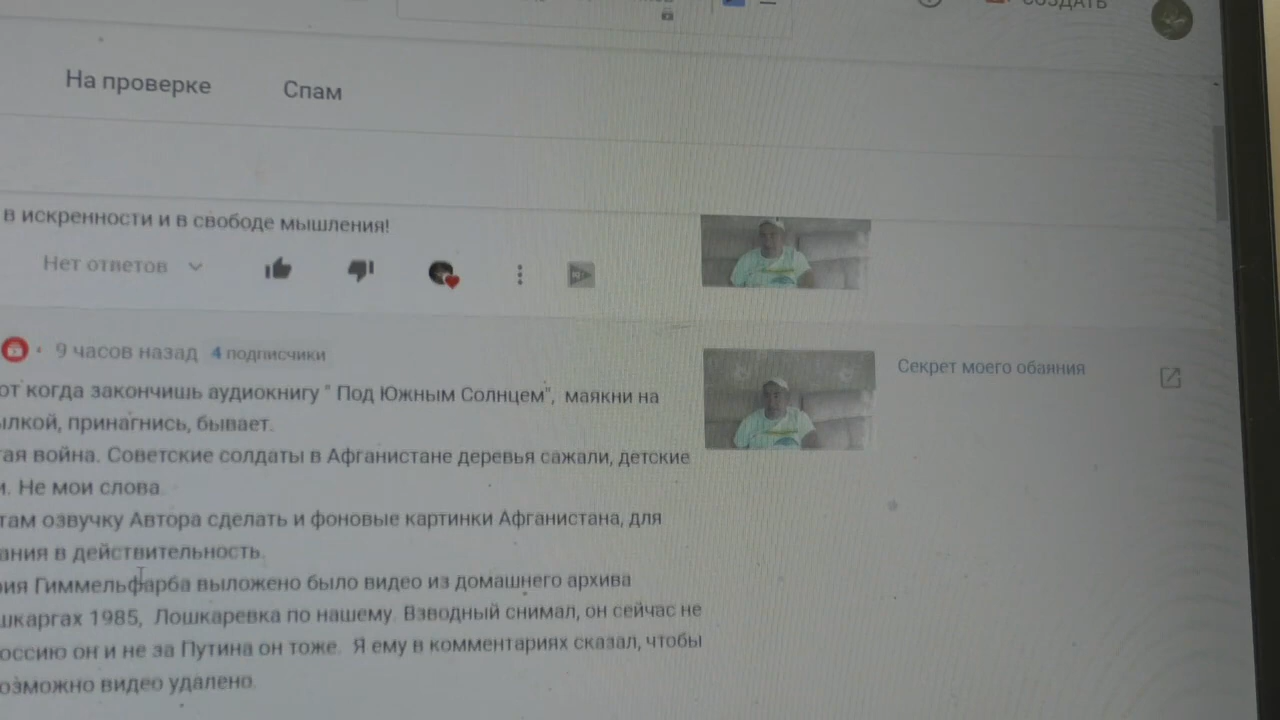 СОЗДАТЬ
На проверке Спам
в искренности и в свободе мышления!
Нет ответов
9 часов назад 4 подписчики
Секрет моего обаяния
от когда закончишь аудиокнигу " Под Южным Солнцем", маякни на
ылкой, принагнись, бывает.
тая война. Советские солдаты в Афганистане деревья сажали, детские
и. Не мои слова.
там озвучку Автора сделать и фоновые картинки Афганистана, для
ания в действительность.
рия Гиммельфарба выложено было видео из домашнего архива
шкаргах 1985, Лошкаревка по нашему. Взводный снимал, он сейчас не
оссию он и не за Путина он тоже. Я ему в комментариях сказал, чтобы
озможно видео удалено.